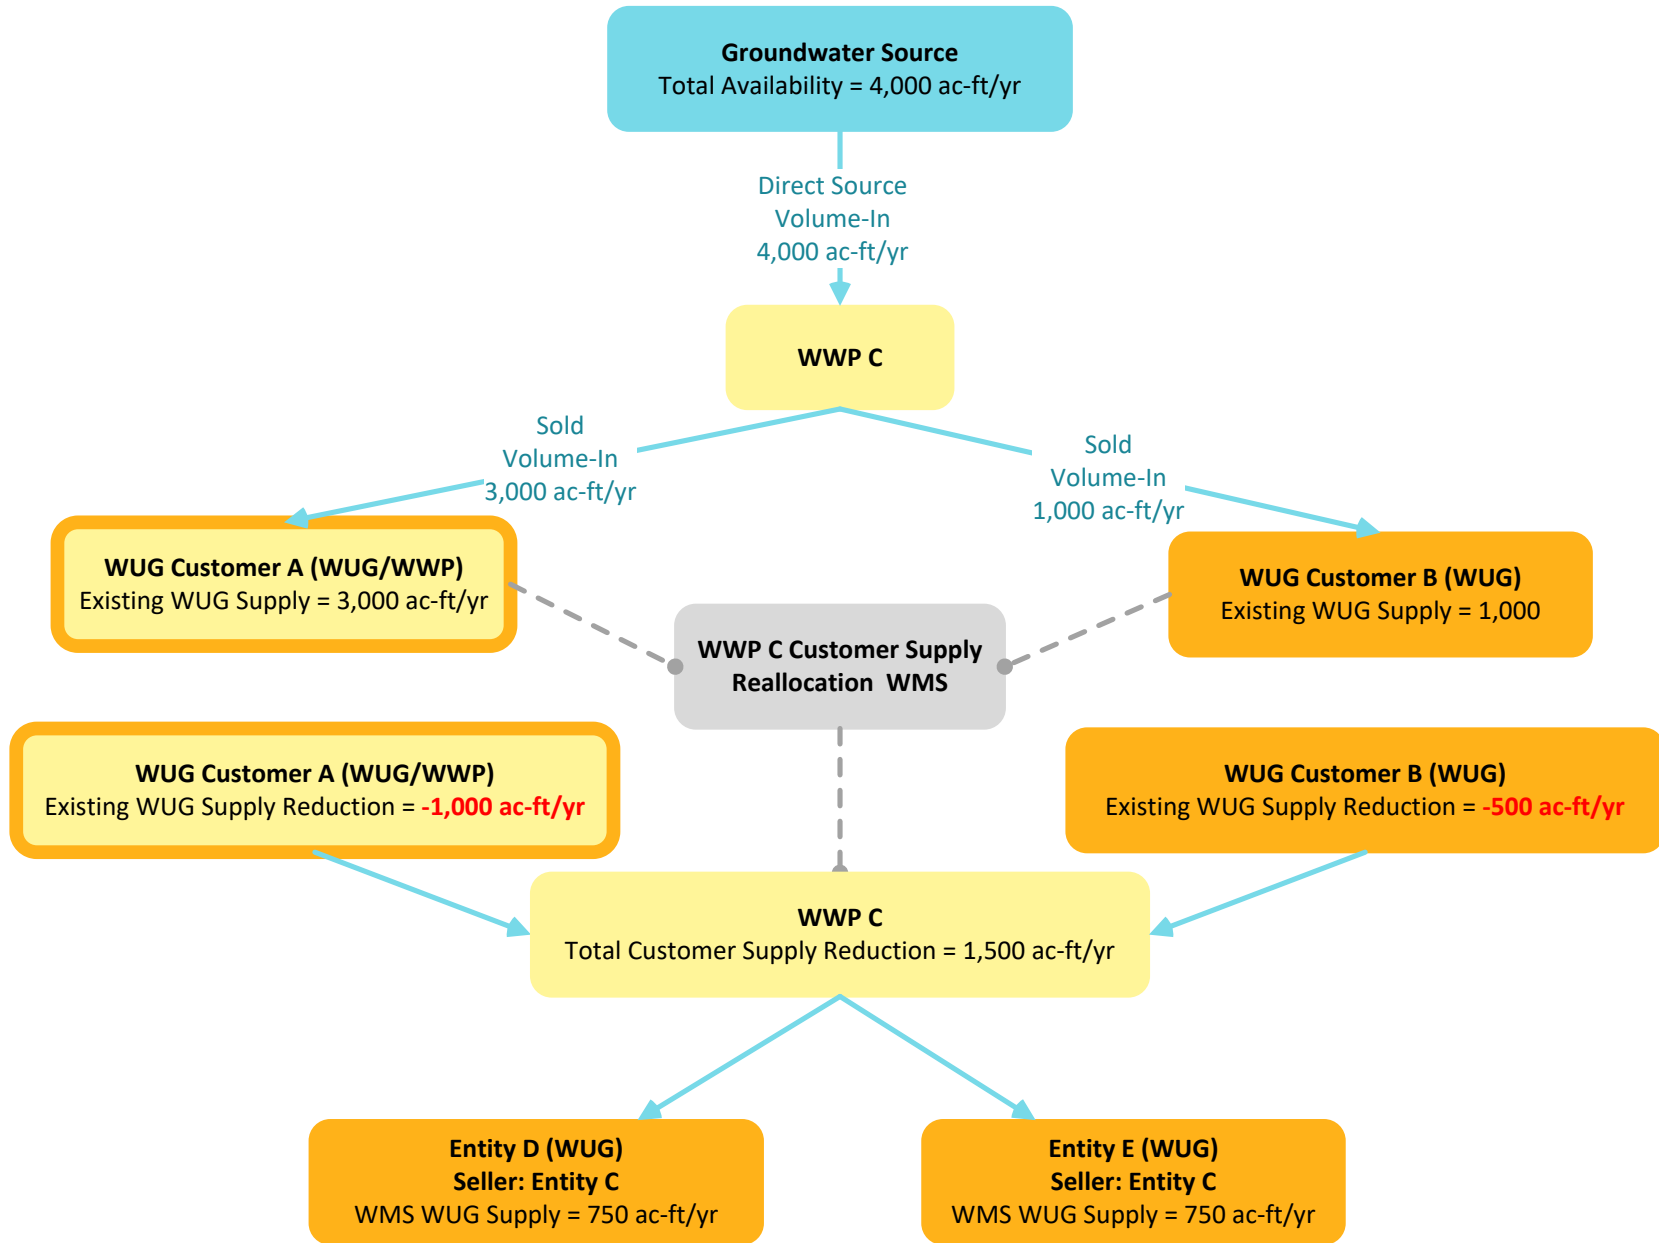 Groundwater Source
Total Availability = 4,000 ac-ft/yr
Direct Source
Volume-In
4,000 ac-ft/yr
WWP C
Sold
Volume-In
3,000 ac-ft/yr
Sold
Volume-In
1,000 ac-ft/yr
WUG Customer A (WUG/WWP)
Existing WUG Supply = 3,000 ac-ft/yr
WUG Customer B (WUG)
Existing WUG Supply = 1,000
WWP C Customer Supply
Reallocation WMS
WUG Customer A (WUG/WWP)
Existing WUG Supply Reduction = -1,000 ac-ft/yr
WUG Customer B (WUG)
Existing WUG Supply Reduction = -500 ac-ft/yr
WWP C
Total Customer Supply Reduction = 1,500 ac-ft/yr
Entity D (WUG)
Seller: Entity C
WMS WUG Supply = 750 ac-ft/yr
Entity E (WUG)
Seller: Entity C
WMS WUG Supply = 750 ac-ft/yr